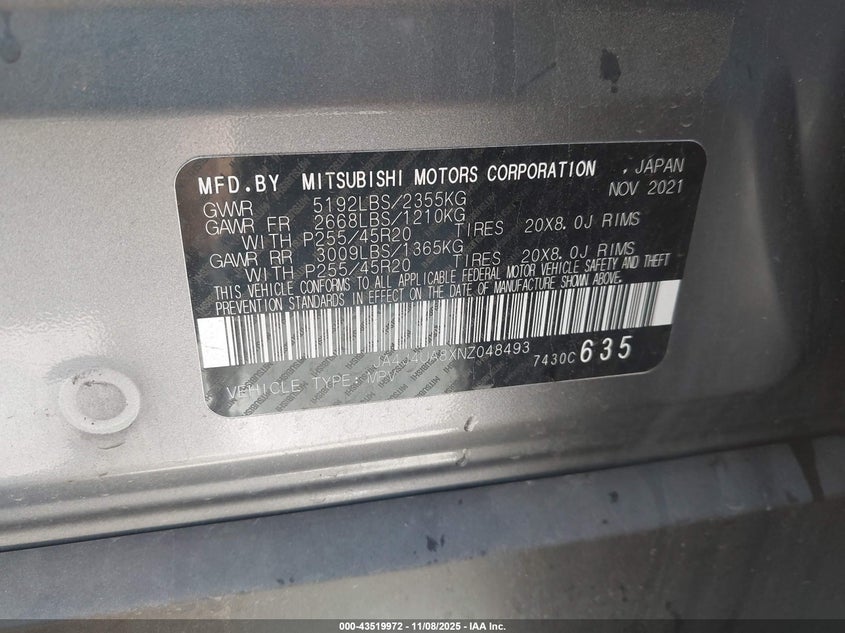 MFD.BY MITSUBISHI MOTORS CORPORATION , JAPAN
NOV 2021
GVWR 5192LBS/2355KG
GAWR FR 2668LBS/1210KG
WITH P255/45R20 TIRES 20X8.0J RIMS
GAWR RR 3009LBS/1365KG
WITH P255/45R20 TIRES 20X8.0J RIMS
THIS VEHICLE CONFORMS TO ALL APPLICABLE FEDERAL MOTOR VEHICLE SAFETY AND THEFT
PREVENTION STANDARDS IN EFFECT ON THE DATE OF MANUFACTURE SHOWN ABOVE.
JA4J4UA8XNZ048493
7430C 635
VEHICLE TYPE: MPV
000-43519972 - 11/08/2025 - IAA Inc.